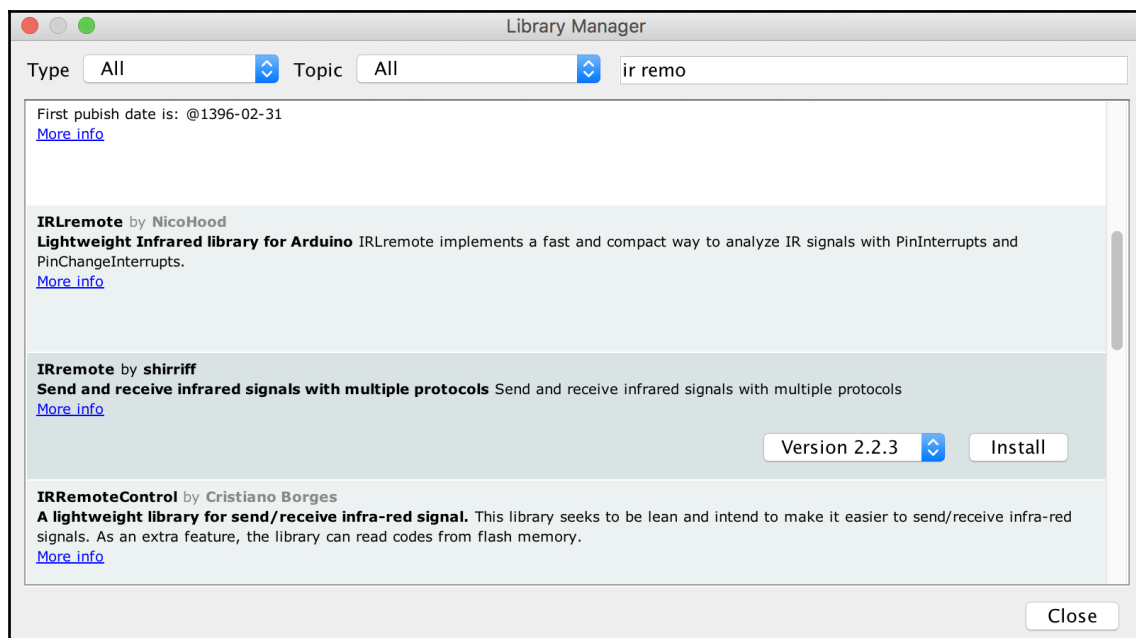 Library Manager
Type All Topic All ir remo
First pubish date is: @1396-02-31
More info
IRLremote by NicoHood
Lightweight Infrared library for Arduino IRLremote implements a fast and compact way to analyze IR signals with PinInterrupts and
PinChangeInterrupts.
More info
IRremote by shirriff
Send and receive infrared signals with multiple protocols Send and receive infrared signals with multiple protocols
More info
Version 2.2.3 Install
IRRemoteControl by Cristiano Borges
A lightweight library for send/receive infra-red signal. This library seeks to be lean and intend to make it easier to send/receive infra-red
signals. As an extra feature, the library can read codes from flash memory.
More info
Close